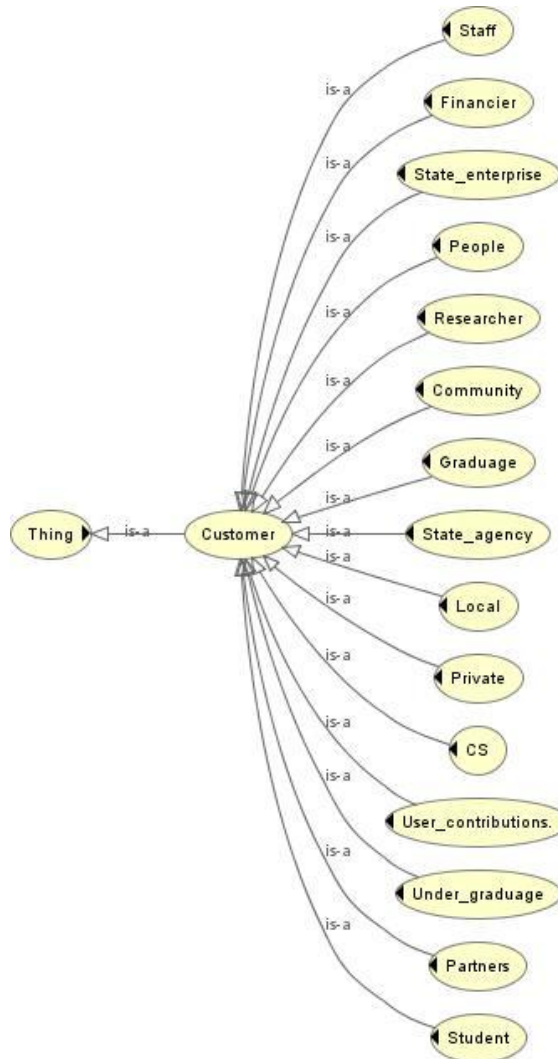 Staff
is-a
Financier
is-a
State_enterprise
is-a
People
is-a
Researcher
is-a
Community
is-a
Graduage
is-a
Thing
is-a
Customer
is-a
State_agency
is-a
Local
is-a
Private
is-a
CS
is-a
User_contributions.
is-a
Under_graduage
is-a
Partners
is-a
Student